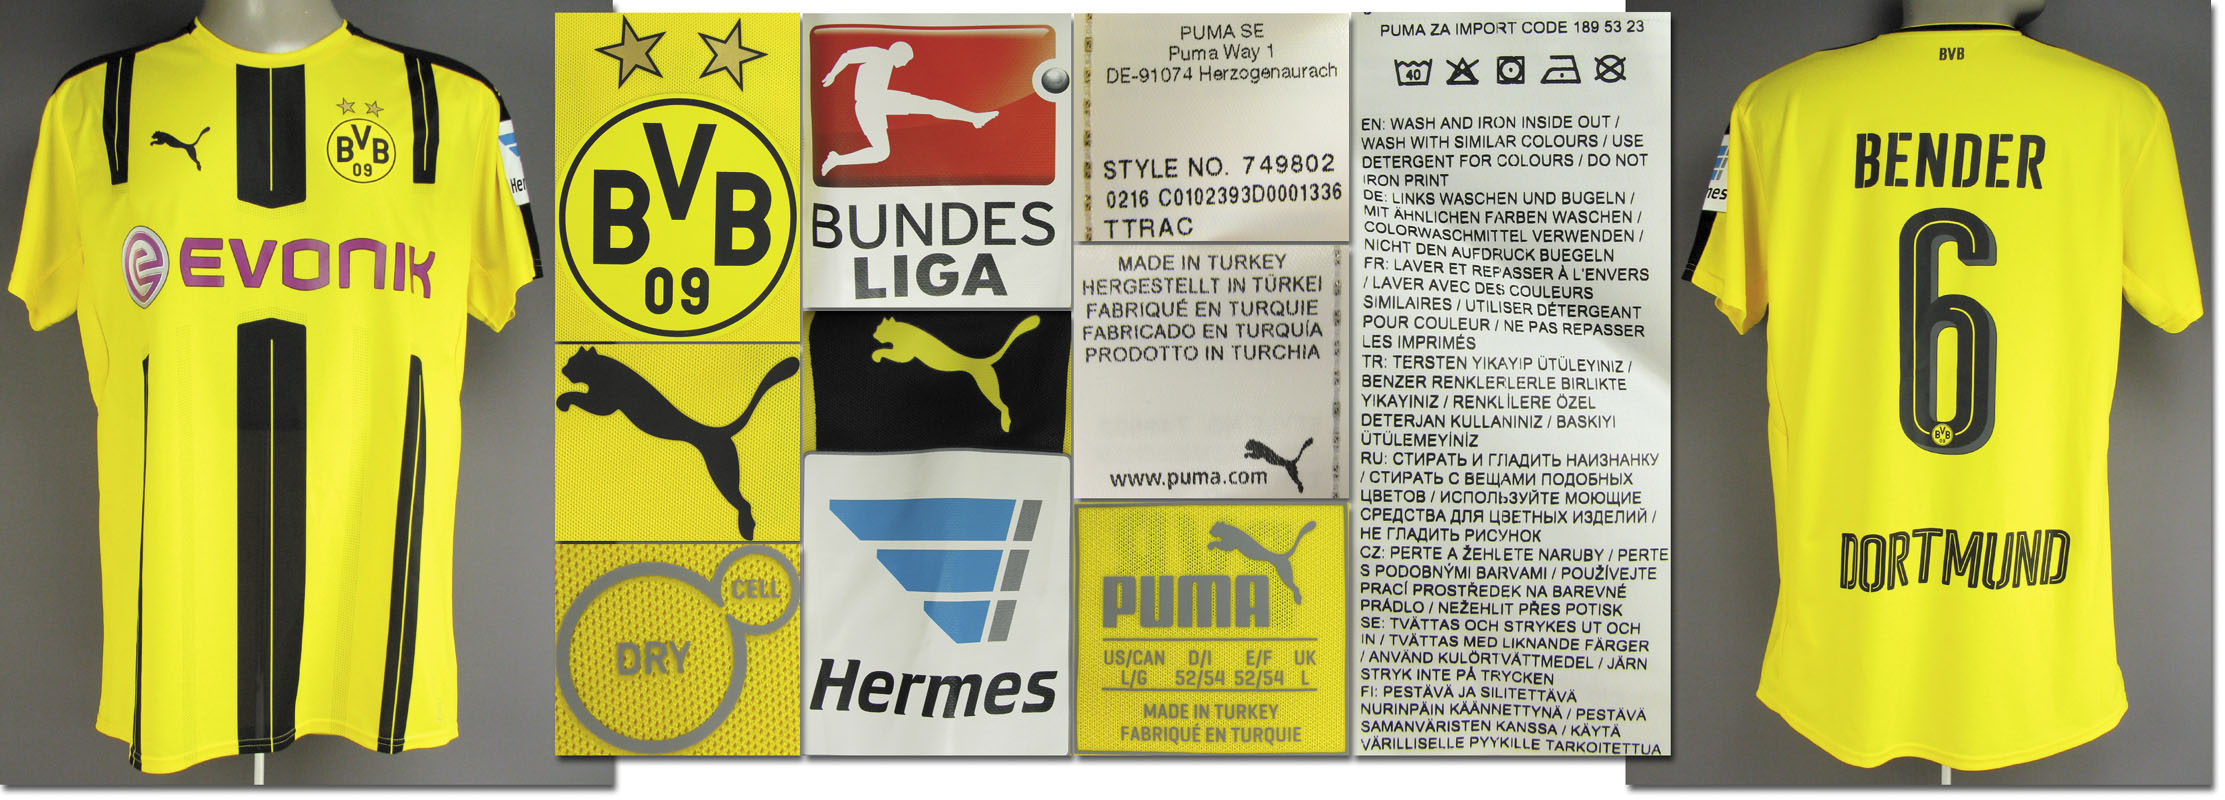 BVB
09
EVONIK
Her
BVB
09
CELL
DRY
BUNDES
LIGA
Hermes
PUMA SE
Puma Way 1
DE-91074 Herzogenaurach
STYLE NO. 749802
0216 C0102393D0001336
TTRAC
MADE IN TURKEY
HERGESTELLT IN TÜRKEI
FABRIQUÉ EN TURQUIE
FABRICADO EN TURQUÍA
PRODOTTO IN TURCHIA
www.puma.com
PUMA
US/CAN D/I E/F UK
L/G 52/54 52/54 L
MADE IN TURKEY
FABRIQUÉ EN TURQUIE
PUMA ZA IMPORT CODE 189 53 23
40
EN: WASH AND IRON INSIDE OUT /
WASH WITH SIMILAR COLOURS / USE
DETERGENT FOR COLOURS / DO NOT
IRON PRINT
DE: LINKS WASCHEN UND BÜGELN /
MIT ÄHNLICHEN FARBEN WASCHEN /
COLORWASCHMITTEL VERWENDEN /
NICHT DEN AUFDRUCK BUEGELN
FR: LAVER ET REPASSER À L'ENVERS
/ LAVER AVEC DES COULEURS
SIMILAIRES / UTILISER DÉTERGEANT
POUR COULEUR / NE PAS REPASSER
LES IMPRIMÉS
TR: TERSTEN YIKAYIP ÜTÜLEYINIZ /
BENZER RENKLERLERLE BIRLIKTE
YIKAYINIZ / RENKLİLERE ÖZEL
DETERJAN KULLANINIZ / BASKIYI
ÜTÜLEMEYİNİZ
RU: СТИРАТЬ И ГЛАДИТЬ НАИЗНАНКУ
/ СТИРАТЬ С ВЕЩАМИ ПОДОБНЫХ
ЦВЕТОВ / ИСПОЛЬЗУЙТЕ МОЮЩИЕ
СРЕДСТВА ДЛЯ ЦВЕТНЫХ ИЗДЕЛИЙ /
НЕ ГЛАДИТЬ РИСУНОК
CZ: PERTE A ŽEHLETE NARUBY / PERTE
S PODOBNÝMI BARVAMI / POUŽÍVEJTE
PRACÍ PROSTŘEDEK NA BAREVNÉ
PRÁDLO / NEŽEHLIT PŘES POTISK
SE: TVÄTTAS OCH STRYKES UT OCH
IN / TVÄTTAS MED LIKNANDE FÄRGER
/ ANVÄND KULÖRTVÄTTMEDEL / JÄRN
STRYK INTE PÅ TRYCKEN
FI: PESTÄVÄ JA SILITETTÄVÄ
NURINPÄIN KÄÄNNETTYNÄ / PESTÄVÄ
SAMANVÄRISTEN KANSSA / KÄYTÄ
VÄRILLISELLE PYYKILLE TARKOITETTUA
BVB
BENDER
6
BVB
09
DORTMUND
mes